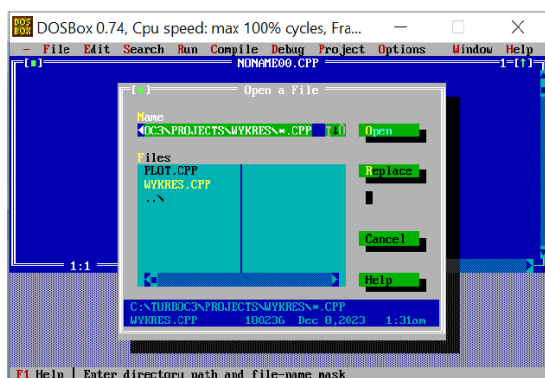 DOSBox 0.74, Cpu speed: max 100% cycles, Fra...
File Edit Search Run Compile Debug Project Options Window Help
NONAME00.CPP 1=[↑]
Open a File
Name
OC3\PROJECTS\WYKRES\*.CPP
Open
Files
PLOT.CPP
Replace
WYKRES.CPP
..\
Cancel
1:1
Help
C:\TURBOC3\PROJECTS\WYKRES\*.CPP
WYKRES.CPP 180236 Dec 8,2023 1:31am
F1 Help | Enter directory path and file-name mask